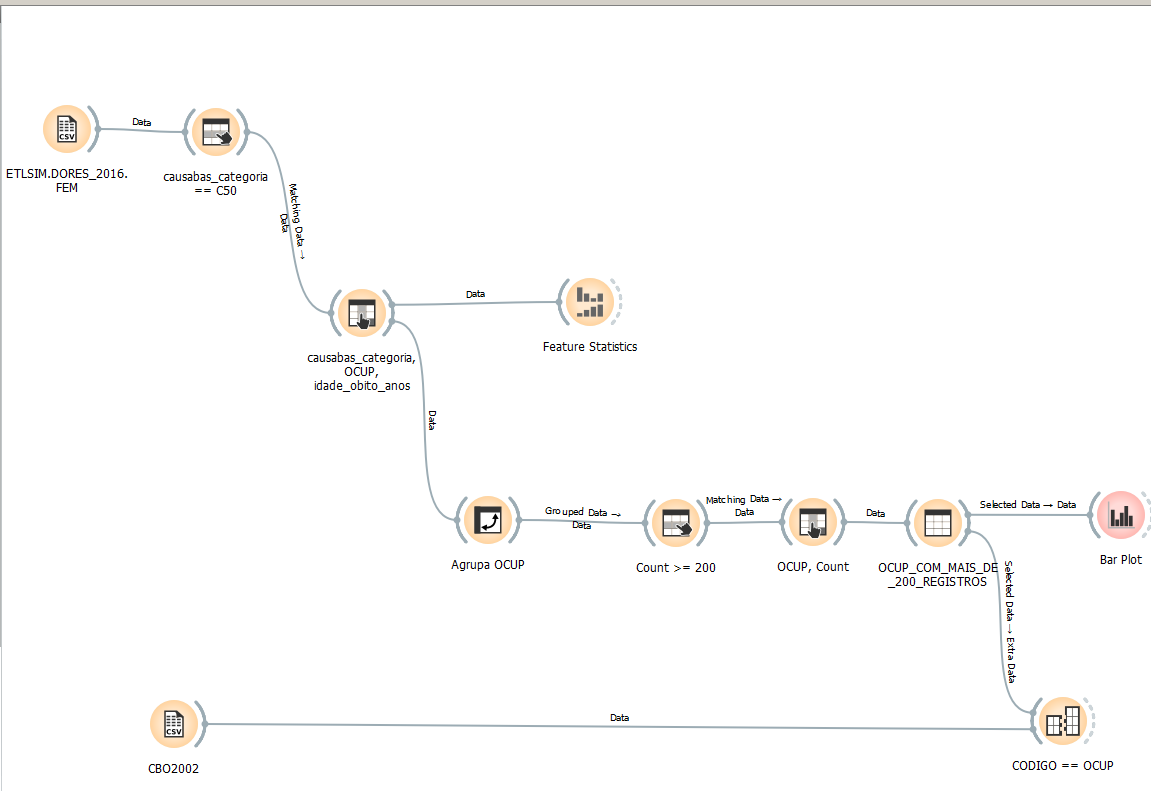 Data
CSV
ETLSIM.DORES_2016.
FEM
causabas_categoria
== C50
Matching Data →
Data
Data
Feature Statistics
causabas_categoria,
OCUP,
idade_obito_anos
Data
Grouped Data →
Data
Matching Data →
Data
Data
Selected Data → Data
Agrupa OCUP
Count >= 200
OCUP, Count
OCUP_COM_MAIS_DE
_200_REGISTROS
Bar Plot
Selected Data → Extra Data
CSV
CBO2002
Data
CODIGO == OCUP